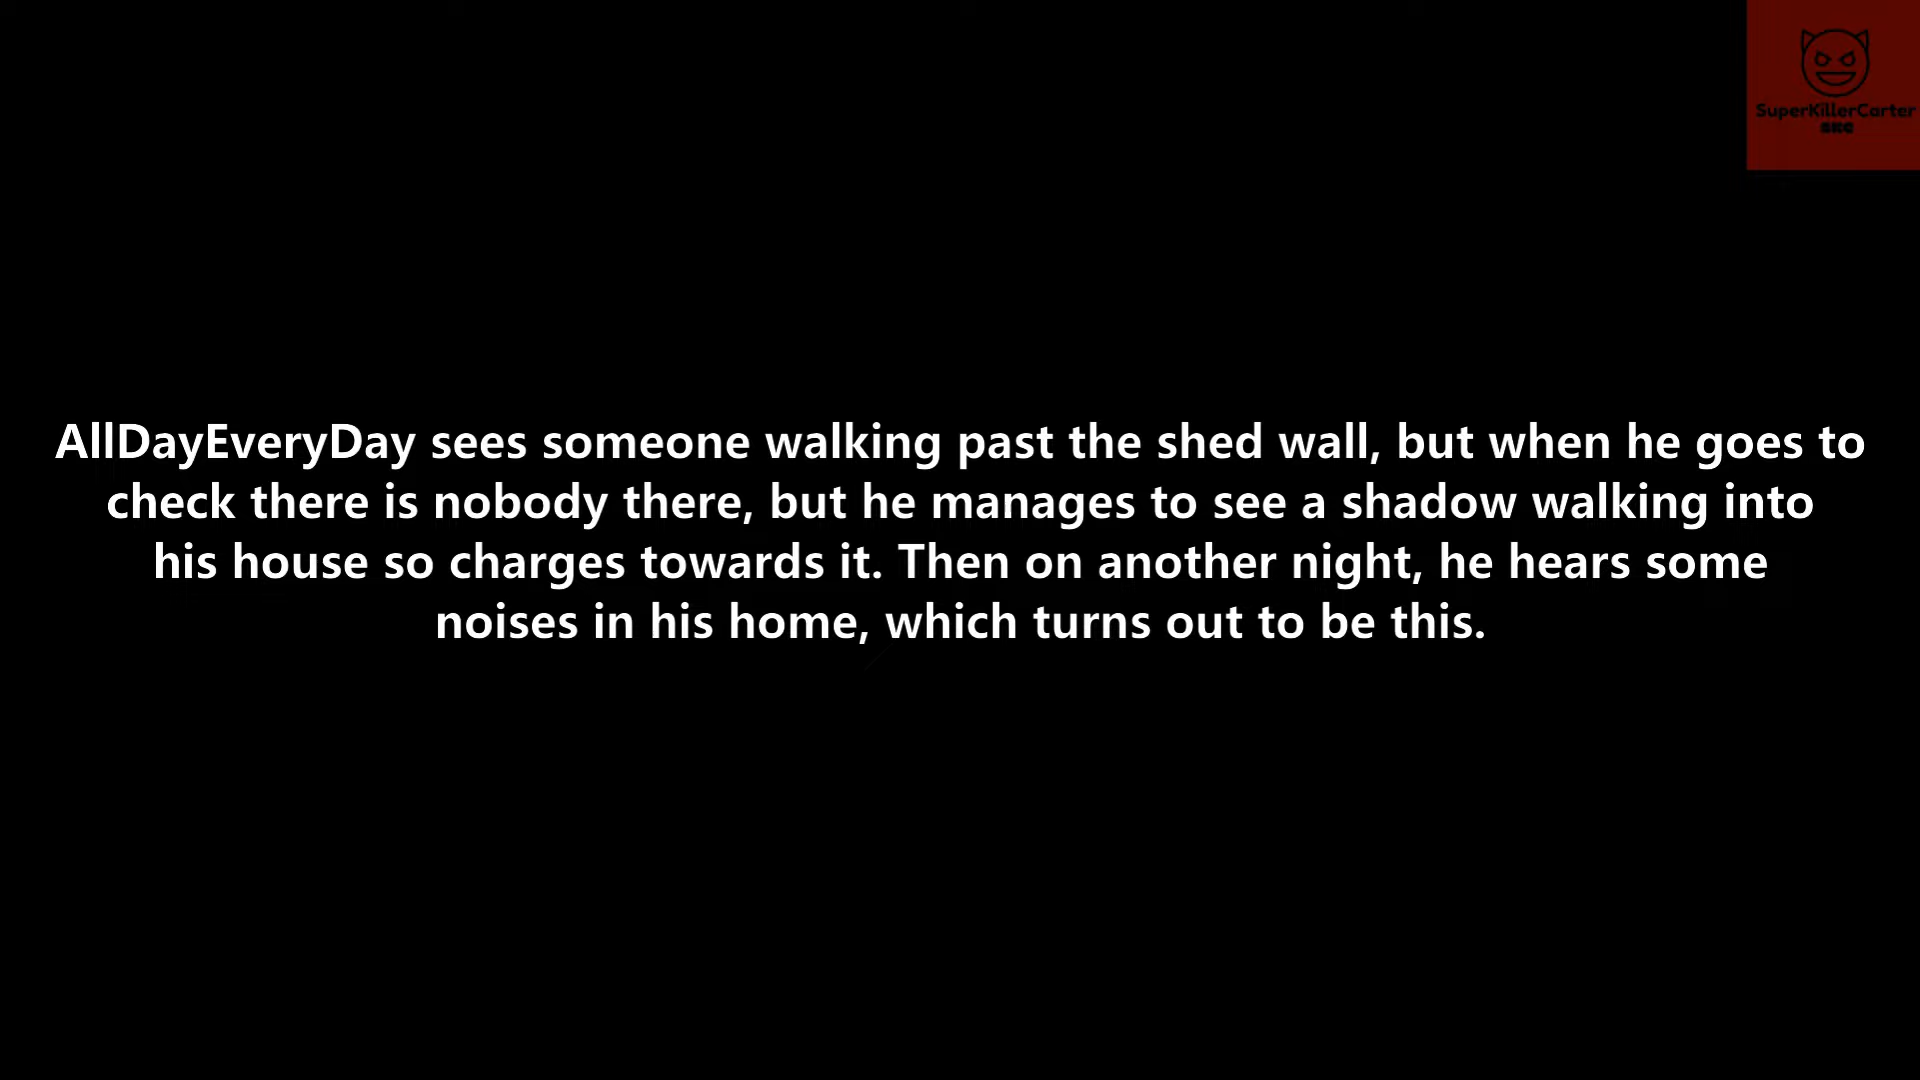 SuperKillerCarter
SKC
AllDayEveryDay sees someone walking past the shed wall, but when he goes to
check there is nobody there, but he manages to see a shadow walking into
his house so charges towards it. Then on another night, he hears some
noises in his home, which turns out to be this.